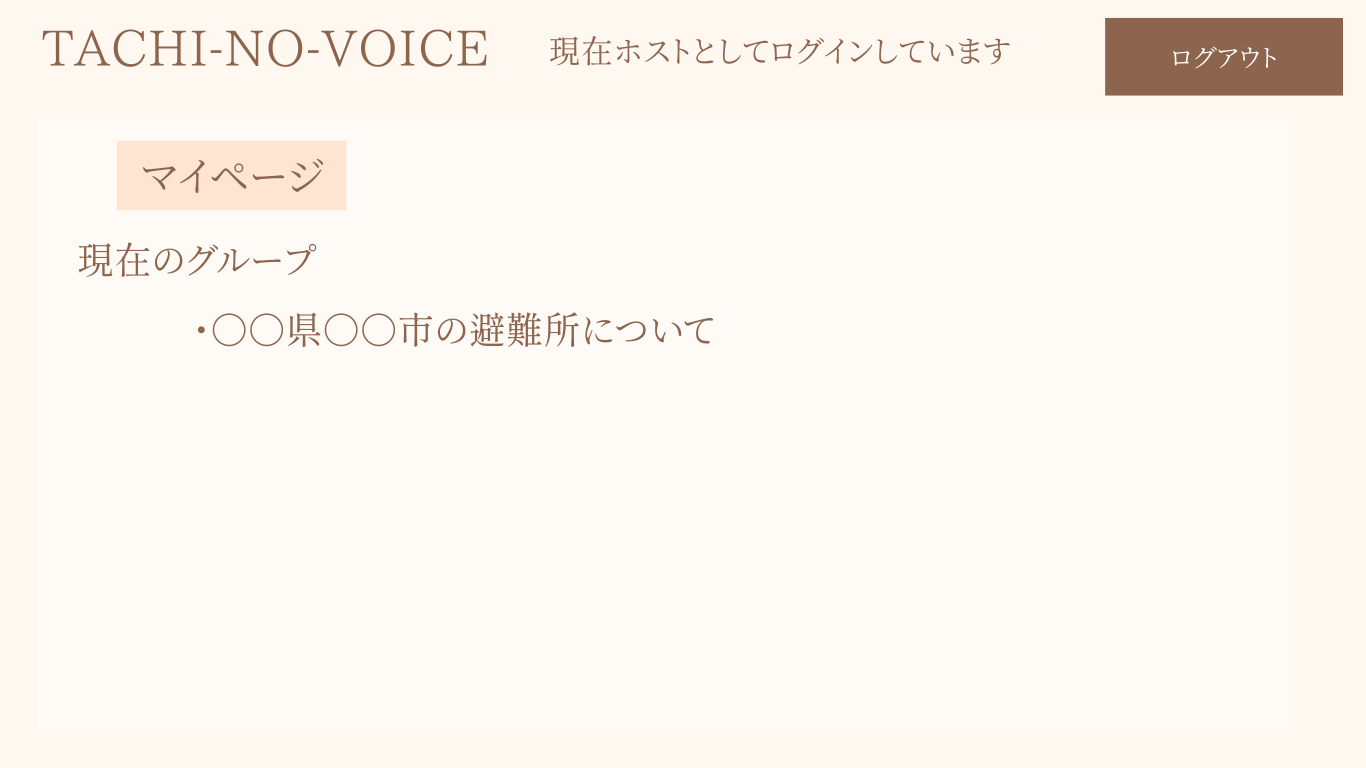 TACHI-NO-VOICE
現在ホストとしてログインしています
ログアウト
マイページ
現在のグループ
・〇〇県〇〇市の避難所について